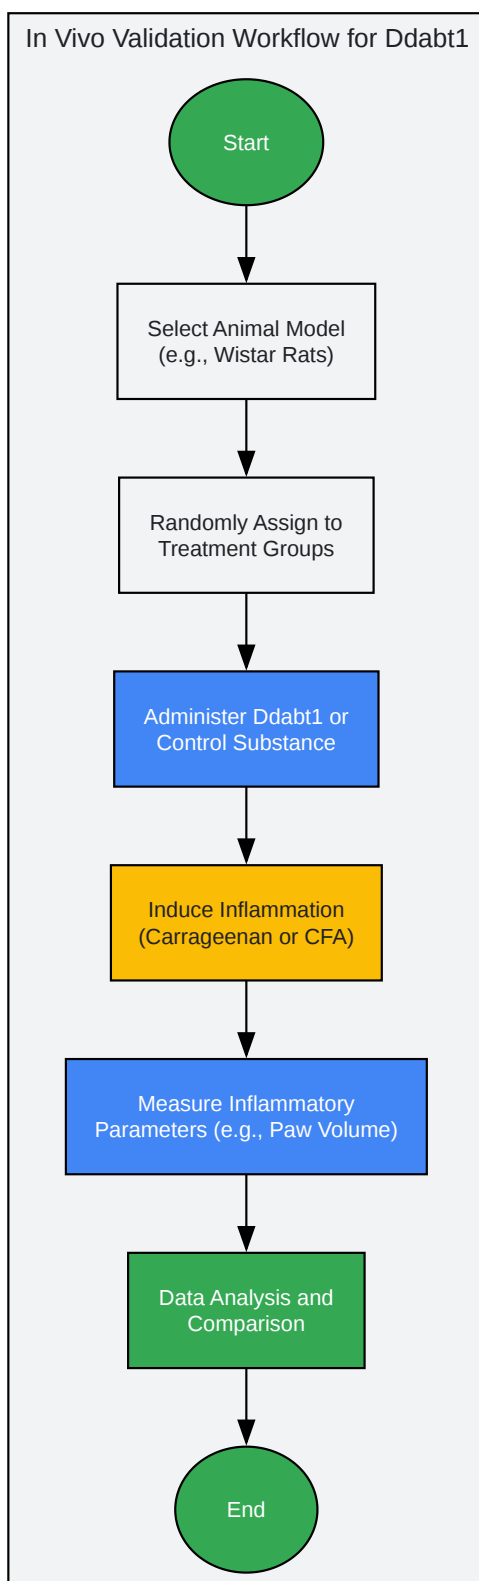 In Vivo Validation Workflow for Ddabt1
Start
Select Animal Model
(e.g., Wistar Rats)
Randomly Assign to
Treatment Groups
Administer Ddabt1 or
Control Substance
Induce Inflammation
(Carrageenan or CFA)
Measure Inflammatory
Parameters (e.g., Paw Volume)
Data Analysis and
Comparison
End